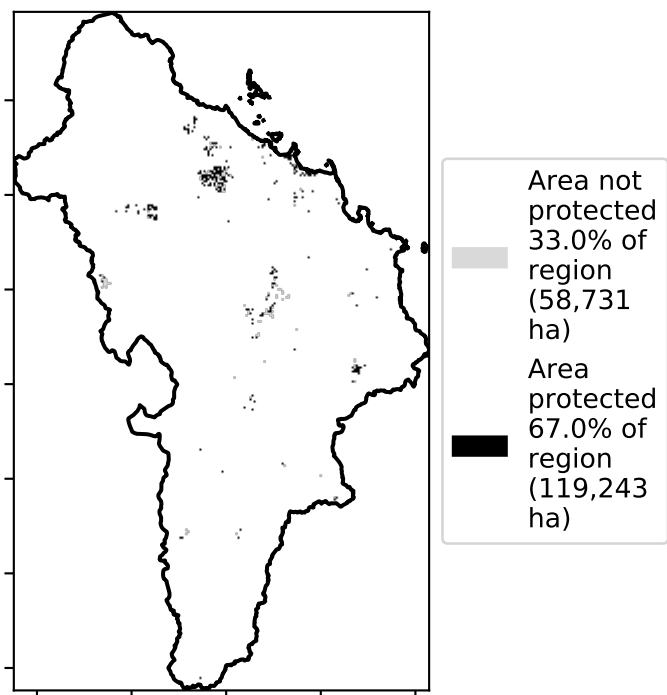 Area not
protected
33.0% of
region
(58,731
ha)
Area
protected
67.0% of
region
(119,243
ha)